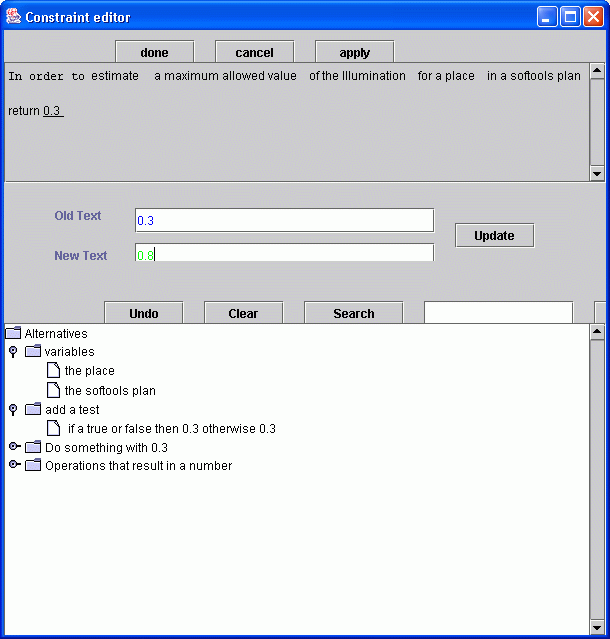 Constraint editor
done cancel apply
In order to estimate a maximum allowed value of the Illumination for a place in a softools plan
return 0.3
Old Text 0.3
Update
New Text 0.8
Undo Clear Search
Alternatives
variables
the place
the softools plan
add a test
if a true or false then 0.3 otherwise 0.3
Do something with 0.3
Operations that result in a number